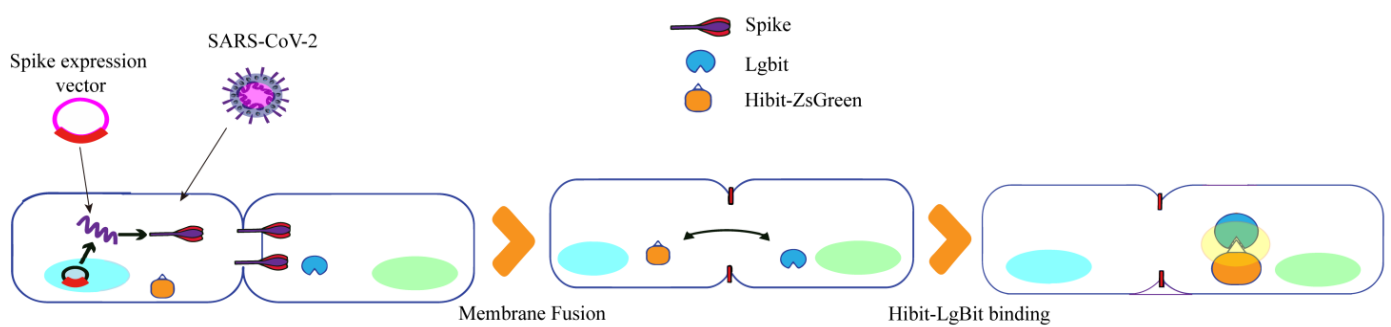 Spike expression
vector
SARS-CoV-2
Spike
Lgbit
Hibit-ZsGreen
Membrane Fusion
Hibit-LgBit binding